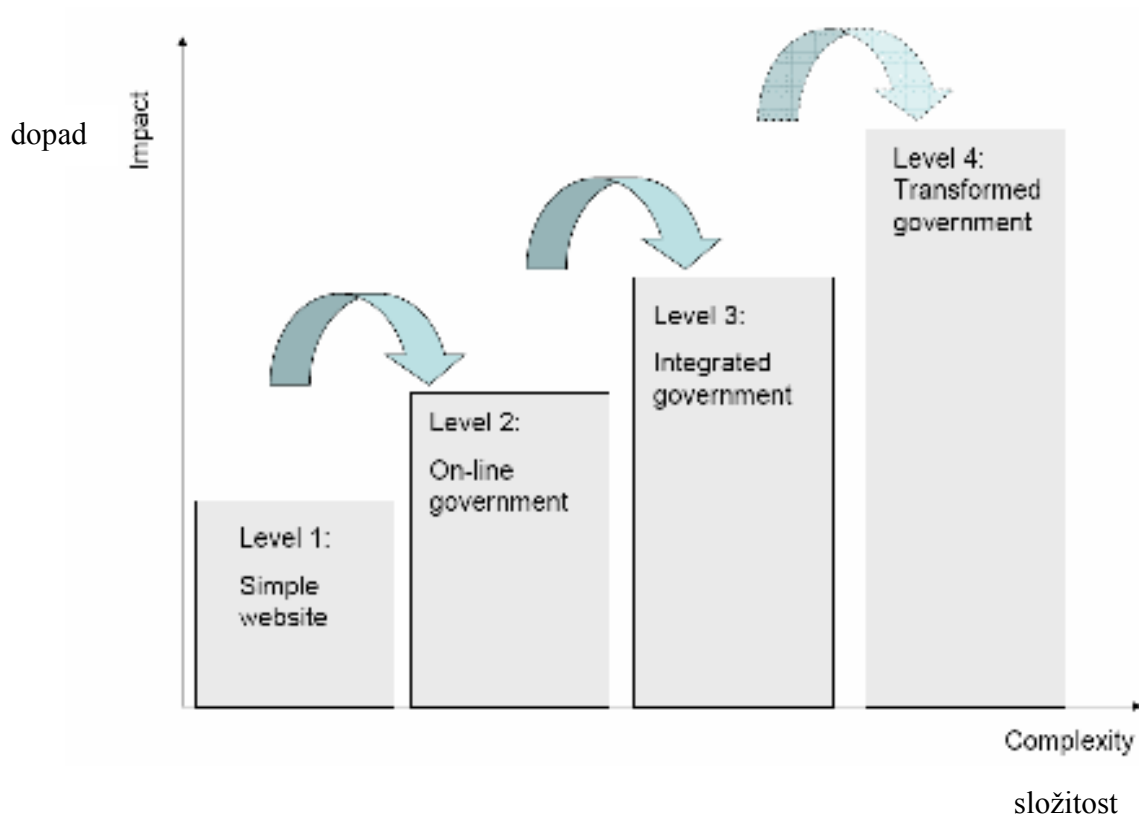 dopad
Impact
Level 1:
Simple
website
Level 2:
On-line
government
Level 3:
Integrated
government
Level 4:
Transformed
government
Complexity
složitost